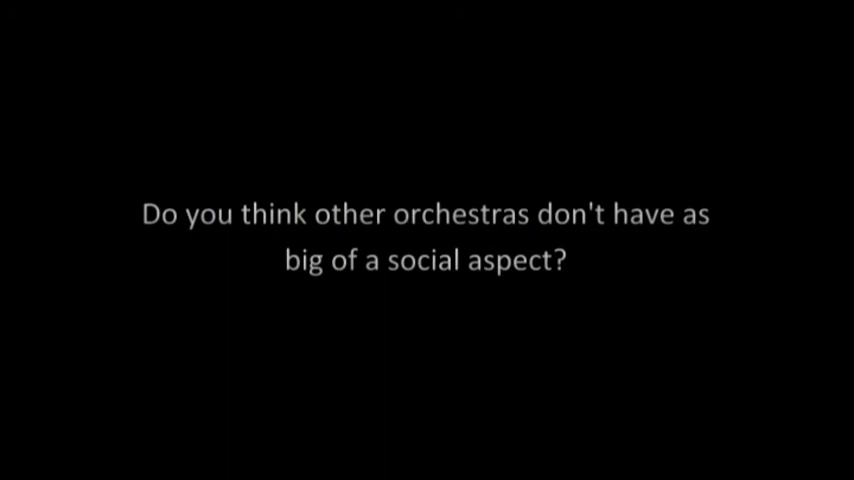 Do you think other orchestras don't have as
big of a social aspect?